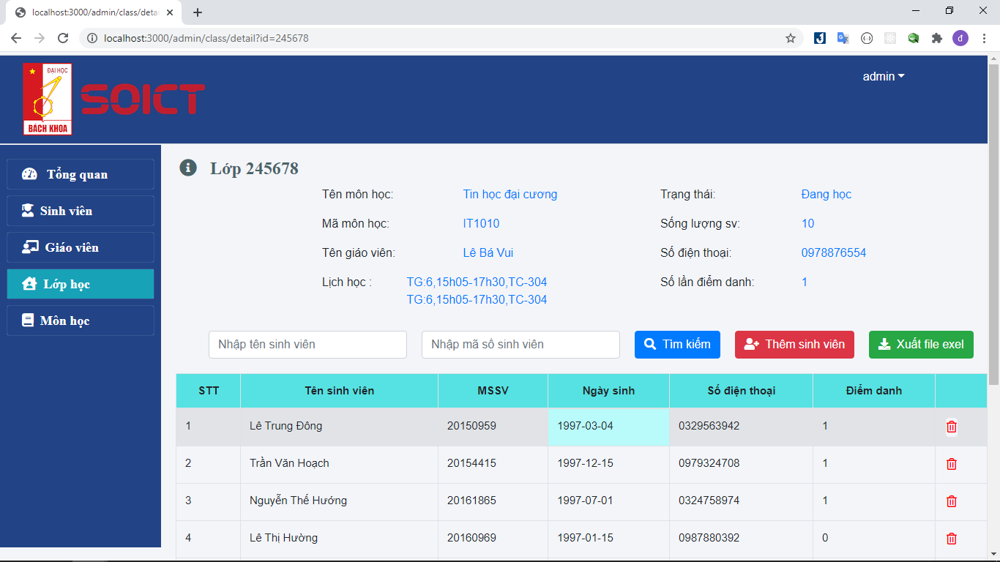 localhost:3000/admin/class/deta
localhost:3000/admin/class/detail?id=245678
đ
ĐẠI HỌC
BÁCH KHOA
SOICT
admin
Tổng quan
Sinh viên
Giáo viên
Lớp học
Môn học
Lớp 245678
Tên môn học: Tin học đại cương Trạng thái: Đang học
Mã môn học: IT1010 Sống lượng sv: 10
Tên giáo viên: Lê Bá Vui Số điện thoại: 0978876554
Lịch học : TG:6,15h05-17h30,TC-304 Số lần điểm danh: 1
TG:6,15h05-17h30,TC-304
Nhập tên sinh viên Nhập mã số sinh viên Tìm kiếm Thêm sinh viên Xuất file exel
STT Tên sinh viên MSSV Ngày sinh Số điện thoại Điểm danh
1 Lê Trung Đông 20150959 1997-03-04 0329563942 1
2 Trần Văn Hoạch 20154415 1997-12-15 0979324708 1
3 Nguyễn Thế Hướng 20161865 1997-07-01 0324758974 1
4 Lê Thị Hường 20160969 1997-01-15 0987880392 0